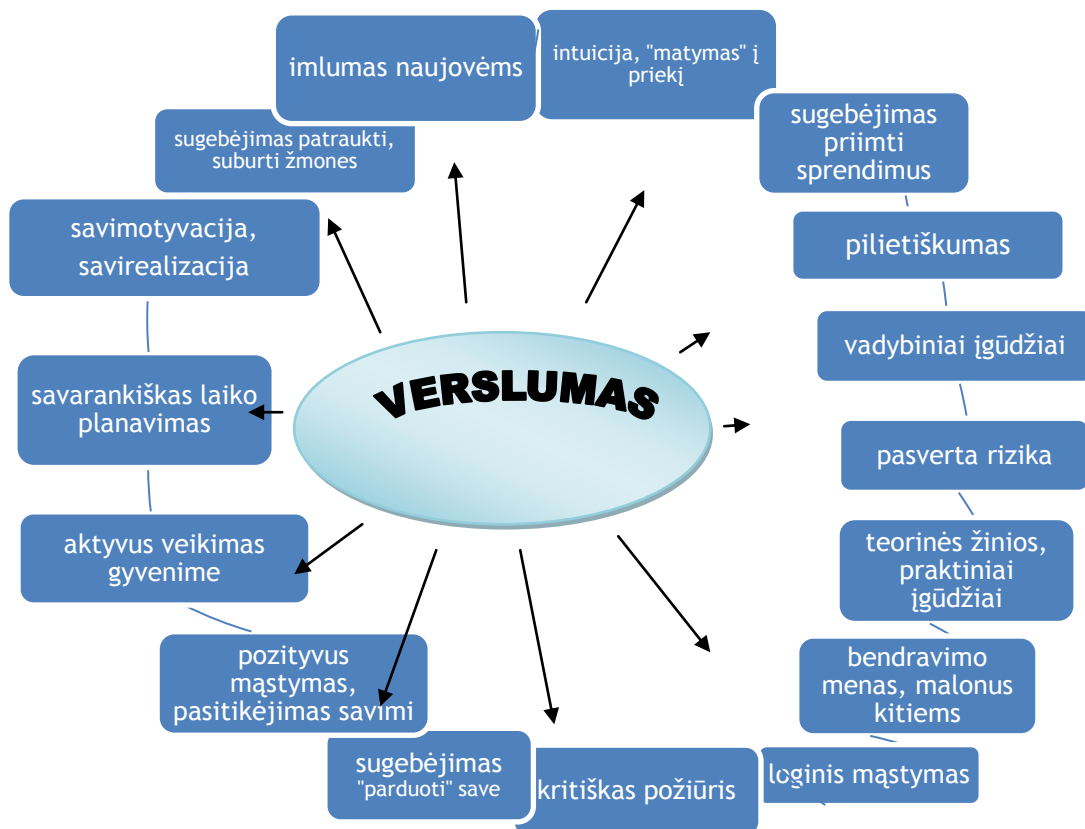 imlumas naujovėms
intuicija, "matymas" į
priekį
sugebėjimas
priimti
sprendimus
pilietiškumas
vadybiniai įgūdžiai
pasverta rizika
teorinės žinios,
praktiniai
įgūdžiai
bendravimo
menas, malonus
kitiems
loginis mąstymas
kritiškas požiūris
sugebėjimas
"parduoti" save
pozityvus
mąstymas,
pasitikėjimas savimi
aktyvus veikimas
gyvenime
savarankiškas laiko
planavimas
savimotyvacija,
savirealizacija
sugebėjimas patraukti,
suburti žmones
VERSLUMAS